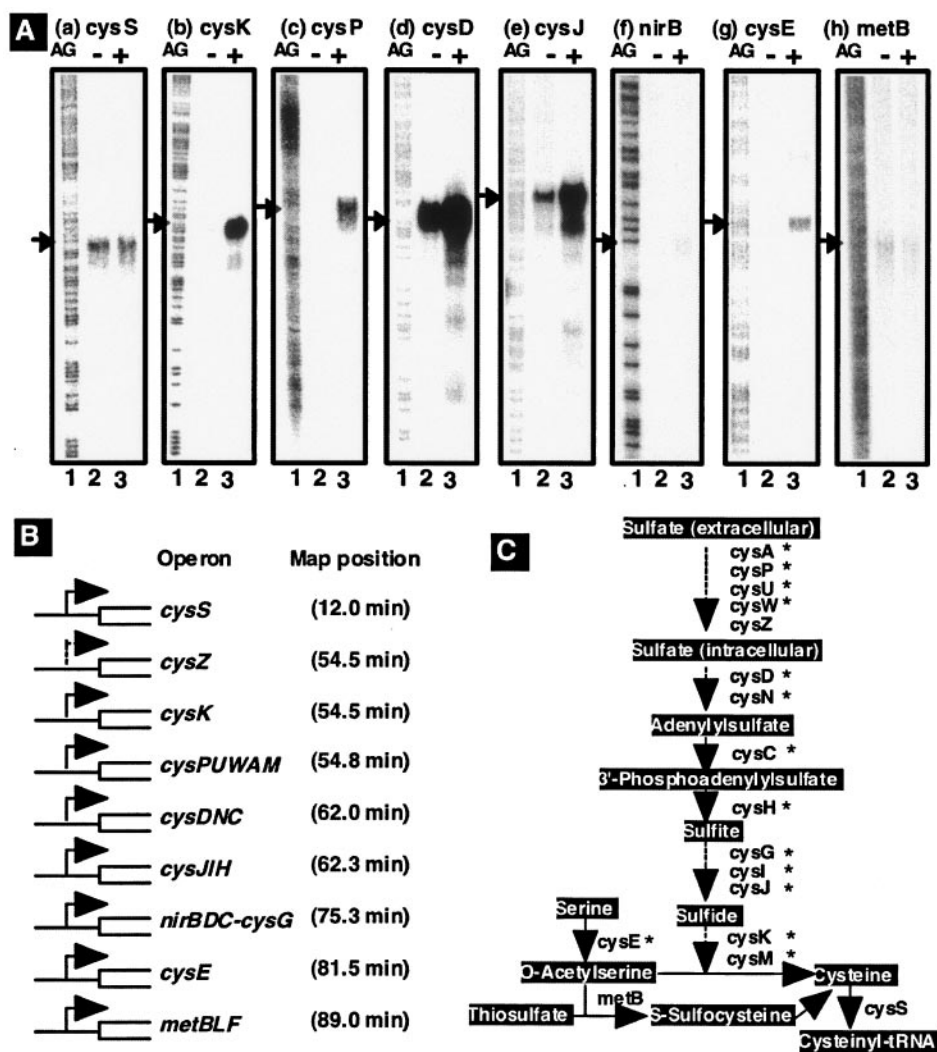 A (a) cysS (b) cysK (c) cysP (d) cysD (e) cysJ (f) nirB (g) cysE (h) metB
AG - + AG - + AG - + AG - + AG - + AG - + AG - + AG - +
1 2 3 1 2 3 1 2 3 1 2 3 1 2 3 1 2 3 1 2 3 1 2 3
B
Operon Map position
cysS (12.0 min)
cysZ (54.5 min)
cysK (54.5 min)
cysPUWAM (54.8 min)
cysDNC (62.0 min)
cysJIH (62.3 min)
nirBDC-cysG (75.3 min)
cysE (81.5 min)
metBLF (89.0 min)
C
Sulfate (extracellular)
cysA *
cysP *
cysU *
cysW *
cysZ
Sulfate (intracellular)
cysD *
cysN *
Adenylylsulfate
cysC *
3'-Phosphoadenylylsulfate
cysH *
Sulfite
cysG *
cysI *
cysJ *
Serine
Sulfide
cysE *
cysK *
cysM *
O-Acetylserine
Cysteine
metB
cysS
Thiosulfate
S-Sulfocysteine
Cysteinyl-tRNA